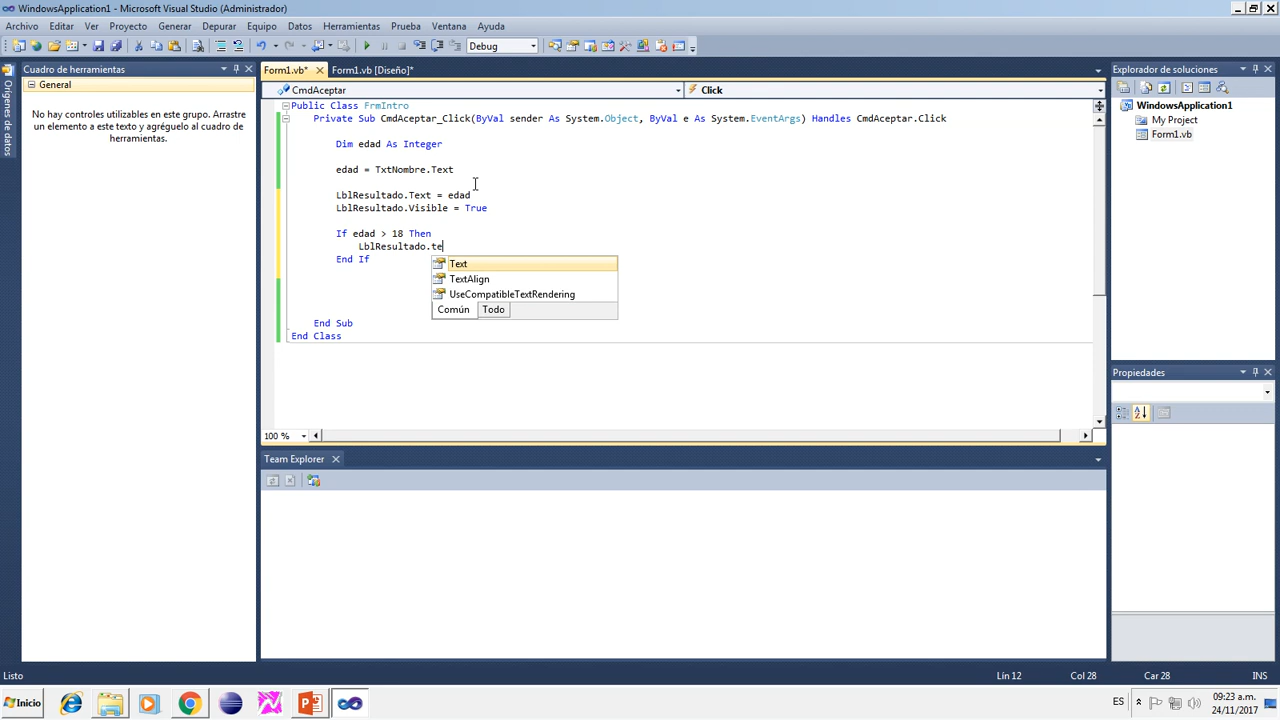 WindowsApplication1 - Microsoft Visual Studio (Administrador)
Archivo Editar Ver Proyecto Generar Depurar Equipo Datos Herramientas Prueba Ventana Ayuda
Debug
Cuadro de herramientas
Form1.vb* Form1.vb [Diseño]*
Explorador de soluciones
Orígenes de datos
General
No hay controles utilizables en este grupo. Arrastre
un elemento a este texto y agréguelo al cuadro de
herramientas.
CmdAceptar Click
Public Class FrmIntro
Private Sub CmdAceptar_Click(ByVal sender As System.Object, ByVal e As System.EventArgs) Handles CmdAceptar.Click
Dim edad As Integer
edad = TxtNombre.Text
LblResultado.Text = edad
LblResultado.Visible = True
If edad > 18 Then
LblResultado.te
End If
Text
TextAlign
UseCompatibleTextRendering
Común Todo
End Sub
End Class
100 %
WindowsApplication1
My Project
Form1.vb
Propiedades
Team Explorer
Listo Lín 12 Col 28 Car 28 INS
Inicio ES 09:23 a.m.
24/11/2017